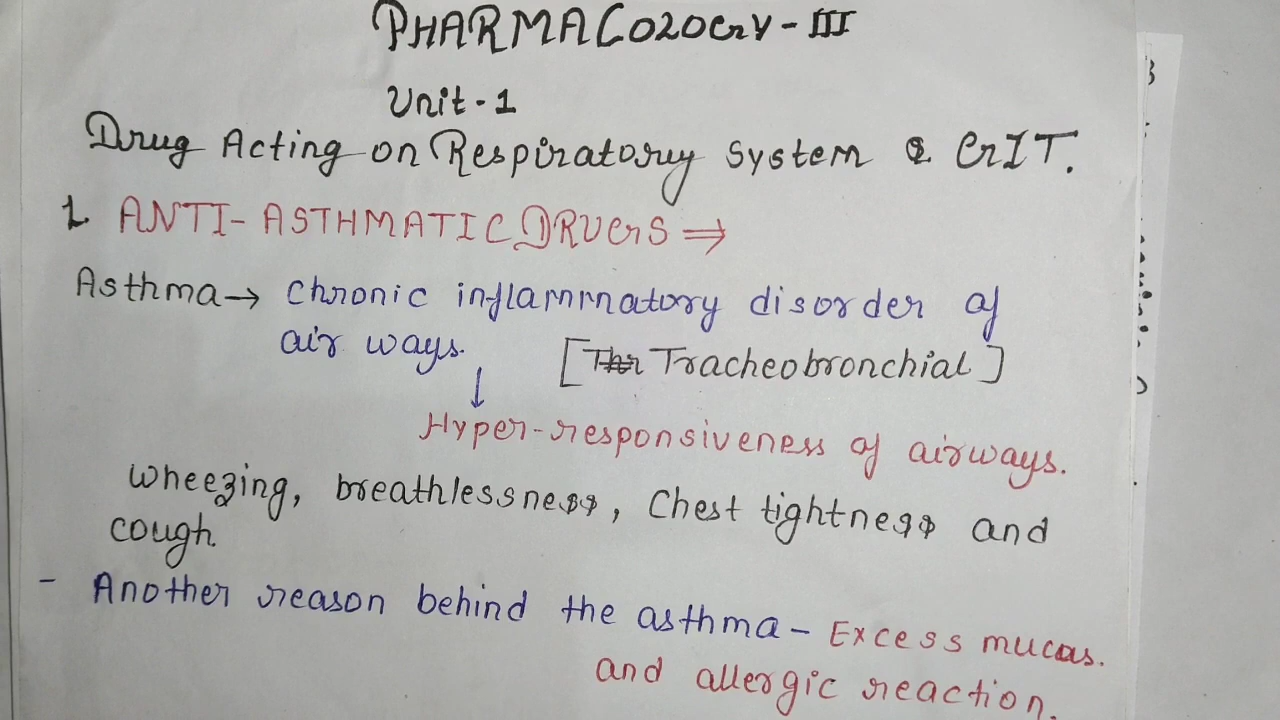 PHARMACOLOGY-III
Unit-1
Drug Acting on Respiratory System & GIT.
1. ANTI-ASTHMATIC DRUGS ⇒
Asthma → Chronic inflammatory disorder of
air ways. [Tracheobronchial]
↓
Hyper-responsiveness of airways.
wheezing, breathlessness, Chest tightness and
cough.
- Another reason behind the asthma - Excess mucus.
and allergic reaction.